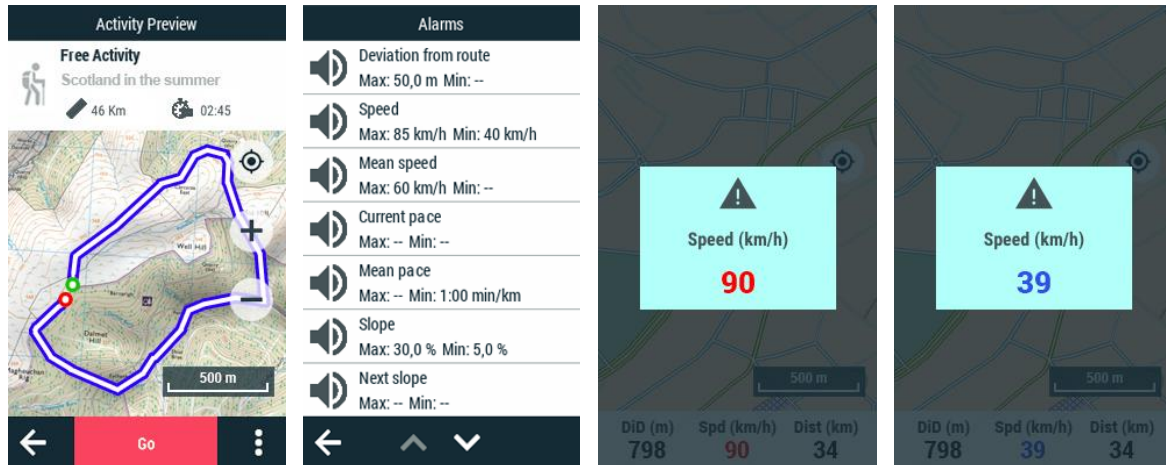 Activity Preview
Free Activity
Scotland in the summer
46 Km 02:45
Well Hill
Dalmet
Hill
500 m
Go
Alarms
Deviation from route
Max: 50,0 m Min: --
Speed
Max: 85 km/h Min: 40 km/h
Mean speed
Max: 60 km/h Min: --
Current pace
Max: -- Min: --
Mean pace
Max: -- Min: 1:00 min/km
Slope
Max: 30,0 % Min: 5,0 %
Next slope
Max: -- Min: --
Speed (km/h)
90
500 m
DiD (m) Spd (km/h) Dist (km)
798 90 34
Speed (km/h)
39
500 m
DiD (m) Spd (km/h) Dist (km)
798 39 34